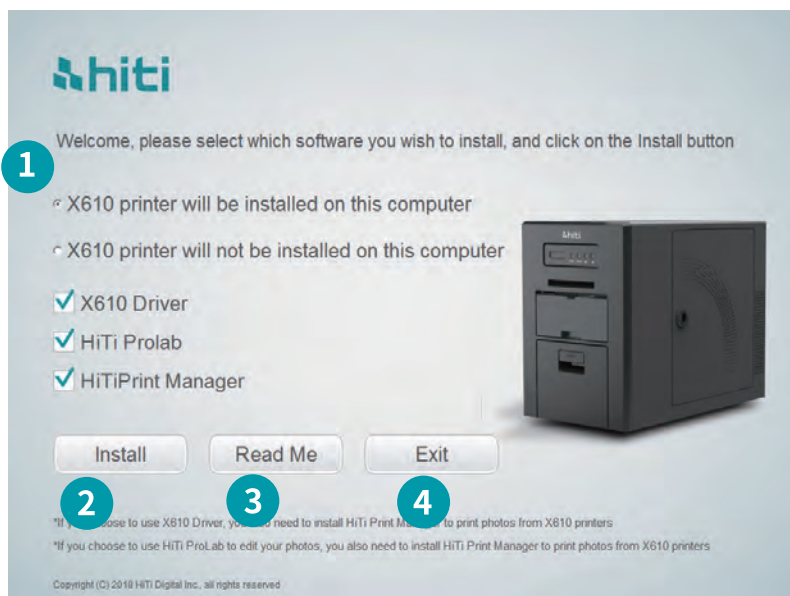 hiti
Welcome, please select which software you wish to install, and click on the Install button
1
X610 printer will be installed on this computer
X610 printer will not be installed on this computer
hiti
X610 Driver
HiTi Prolab
HiTiPrint Manager
Install Read Me Exit
2 3 4
*If ose to use X610 Driver, need to install HiTi Print to print photos from X610 printers
*If you choose to use HiTi ProLab to edit your photos, you also need to install HiTi Print Manager to print photos from X610 printers
Copyright (C) 2018 HiTi Digital Inc., all rights reserved